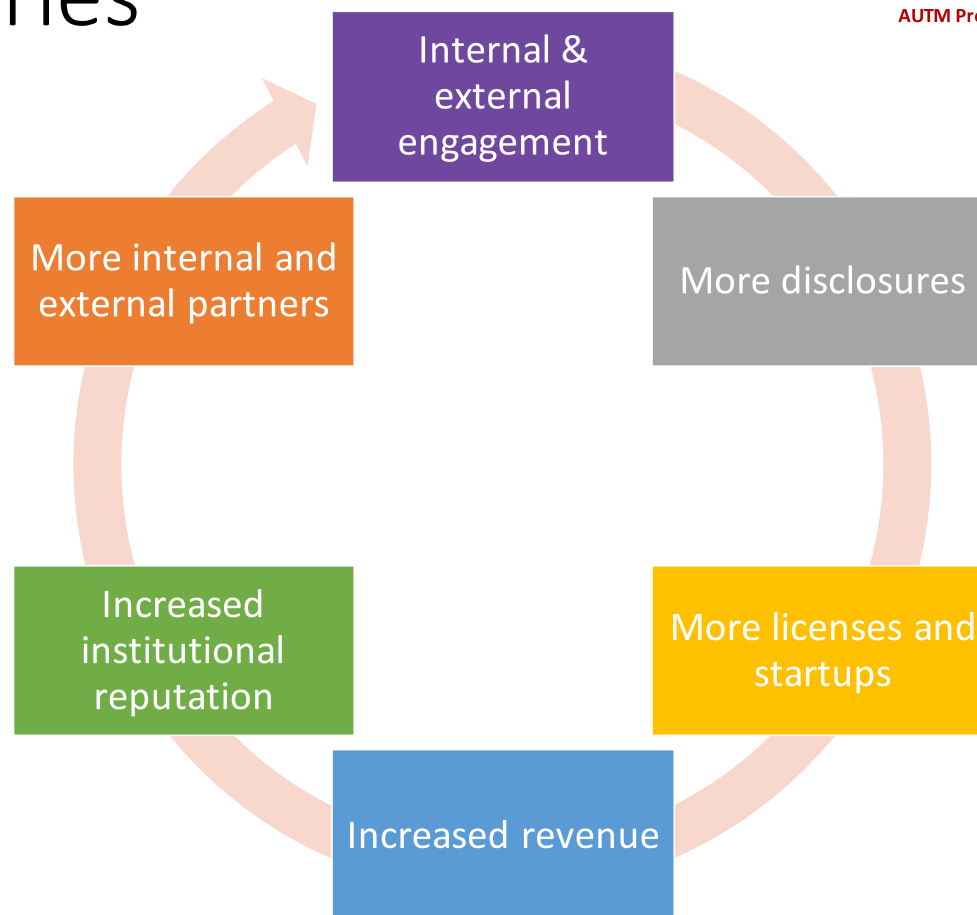 AUTM
Internal &
external
engagement
More disclosures
More licenses and
startups
Increased revenue
Increased
institutional
reputation
More internal and
external partners